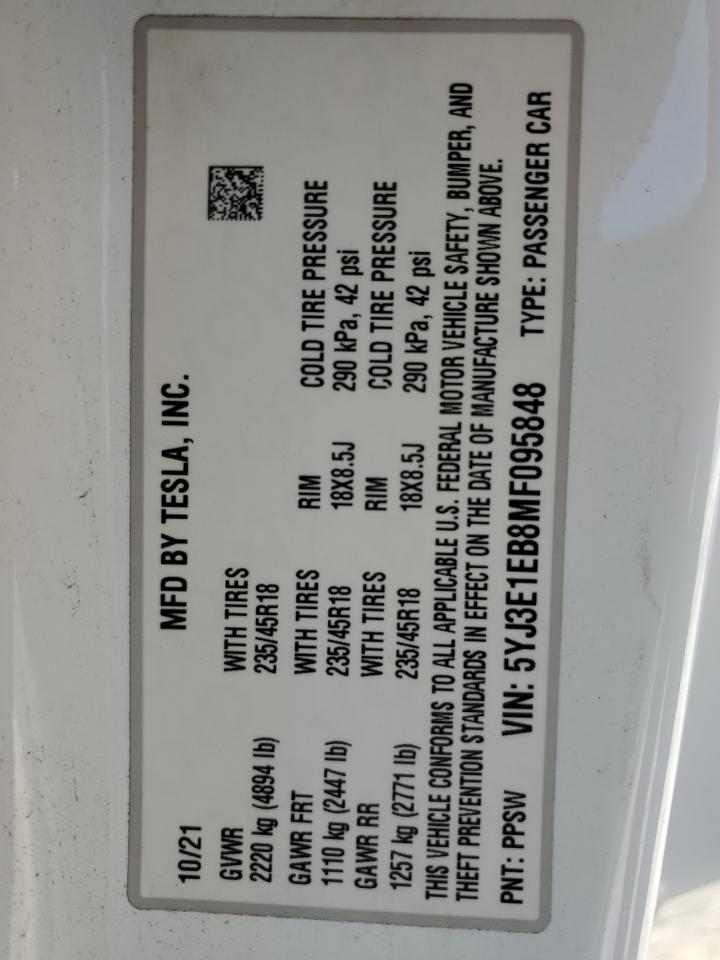 MFD BY TESLA, INC.
10/21
GVWR WITH TIRES
2220 kg (4894 lb) 235/45R18
GAWR FRT WITH TIRES RIM COLD TIRE PRESSURE
1110 kg (2447 lb) 235/45R18 18X8.5J 290 kPa, 42 psi
GAWR RR WITH TIRES RIM COLD TIRE PRESSURE
1257 kg (2771 lb) 235/45R18 18X8.5J 290 kPa, 42 psi
THIS VEHICLE CONFORMS TO ALL APPLICABLE U.S. FEDERAL MOTOR VEHICLE SAFETY, BUMPER, AND
THEFT PREVENTION STANDARDS IN EFFECT ON THE DATE OF MANUFACTURE SHOWN ABOVE.
PNT: PPSW VIN: 5YJ3E1EB8MF095848 TYPE: PASSENGER CAR